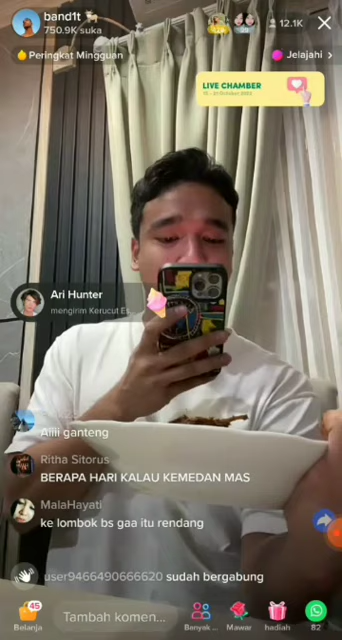 band1t 🐪
750.9K suka
12.1K
Peringkat Mingguan
Jelajahi >
LIVE CHAMBER
Ari Hunter
mengirim Kerucut Es
Aiiii ganteng
Ritha Sitorus
BERAPA HARI KALAU KEMEDAN MAS
MalaHayati
ke lombok bs gaa itu rendang
user9466490666620 sudah bergabung
45
Tambah komen...
82
Belanja
Banyak ...
Mawar
hadiah